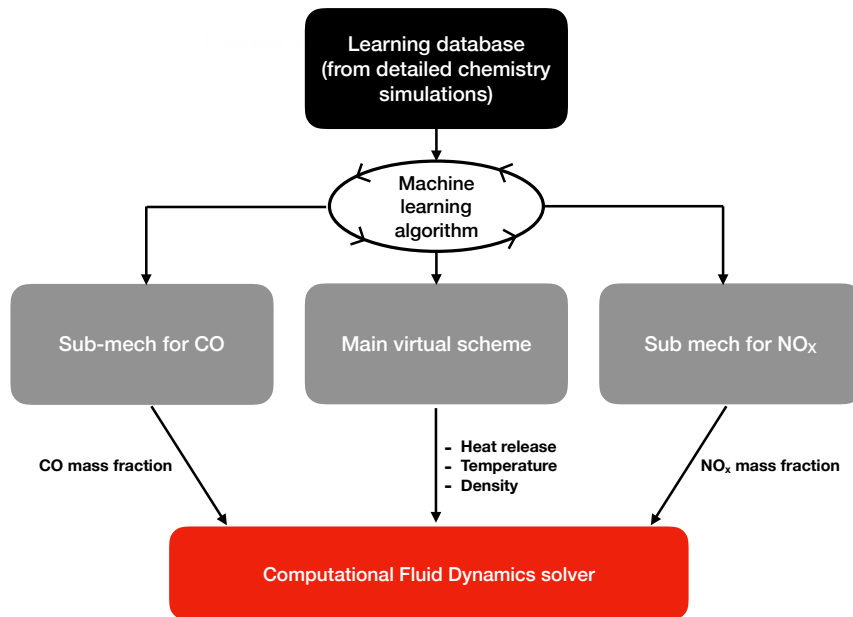 Learning database
(from detailed chemistry
simulations)
Machine
learning
algorithm
Sub-mech for CO
Main virtual scheme
Sub mech for NOx
CO mass fraction
- Heat release
- Temperature
- Density
NOx mass fraction
Computational Fluid Dynamics solver